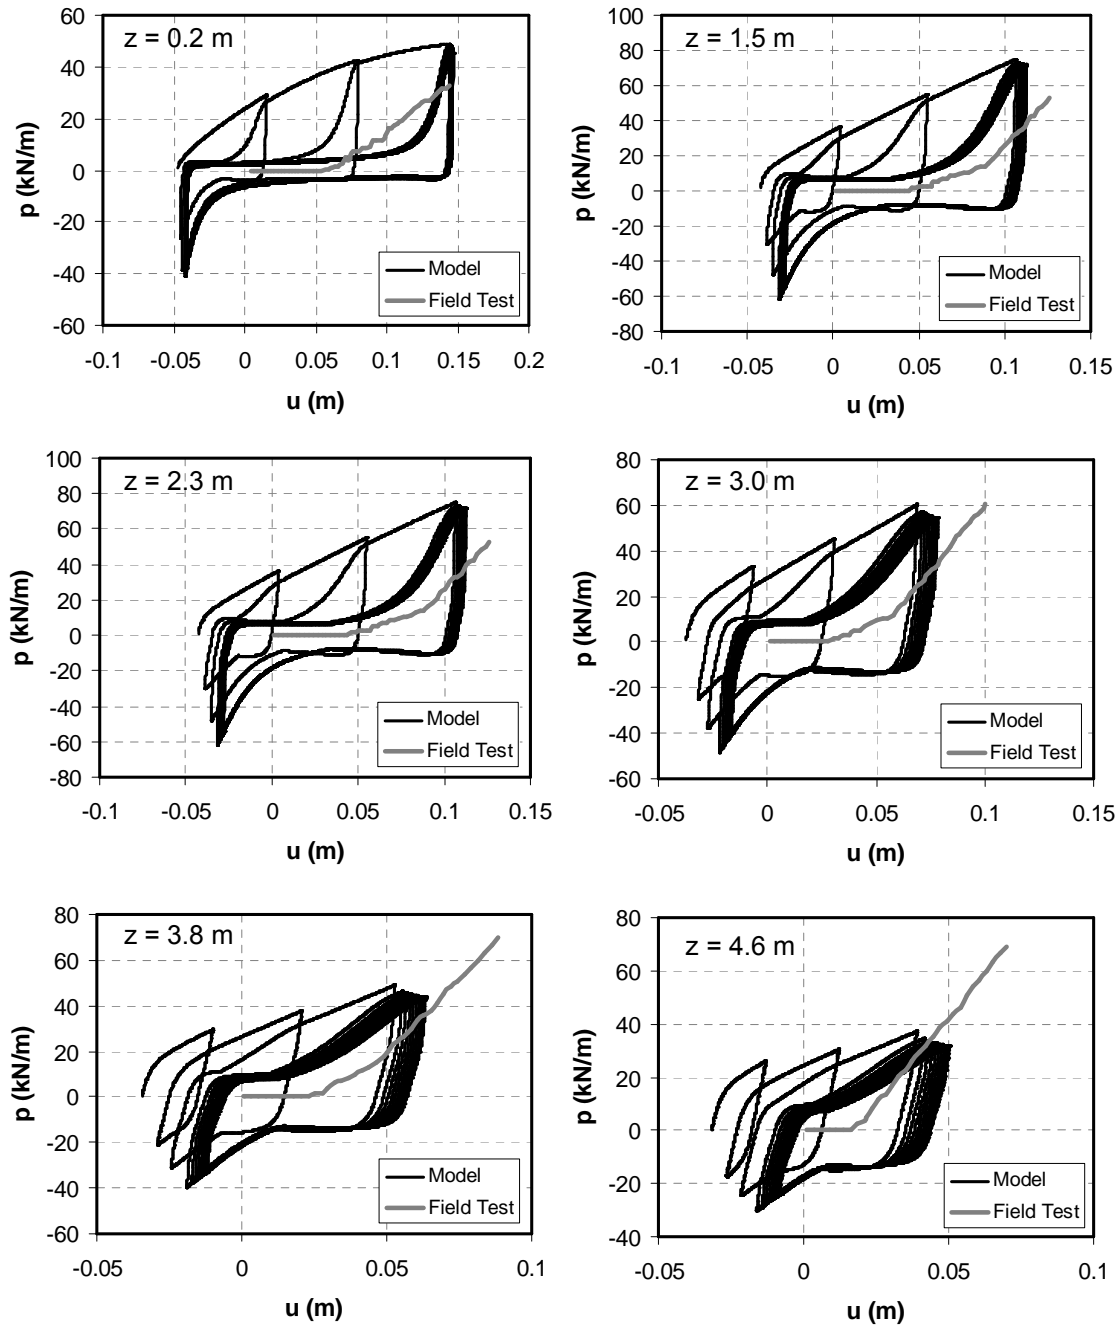 z = 0.2 m
p (kN/m)
60
40
20
0
-20
-40
-60
-0.1 -0.05 0 0.05 0.1 0.15 0.2
u (m)
Model
Field Test
z = 1.5 m
p (kN/m)
100
80
60
40
20
0
-20
-40
-60
-80
-0.1 -0.05 0 0.05 0.1 0.15
u (m)
Model
Field Test
z = 2.3 m
p (kN/m)
100
80
60
40
20
0
-20
-40
-60
-80
-0.1 -0.05 0 0.05 0.1 0.15
u (m)
Model
Field Test
z = 3.0 m
p (kN/m)
80
60
40
20
0
-20
-40
-60
-0.05 0 0.05 0.1 0.15
u (m)
Model
Field Test
z = 3.8 m
p (kN/m)
80
60
40
20
0
-20
-40
-60
-0.05 0 0.05 0.1
u (m)
Model
Field Test
z = 4.6 m
p (kN/m)
80
60
40
20
0
-20
-40
-0.05 0 0.05 0.1
u (m)
Model
Field Test